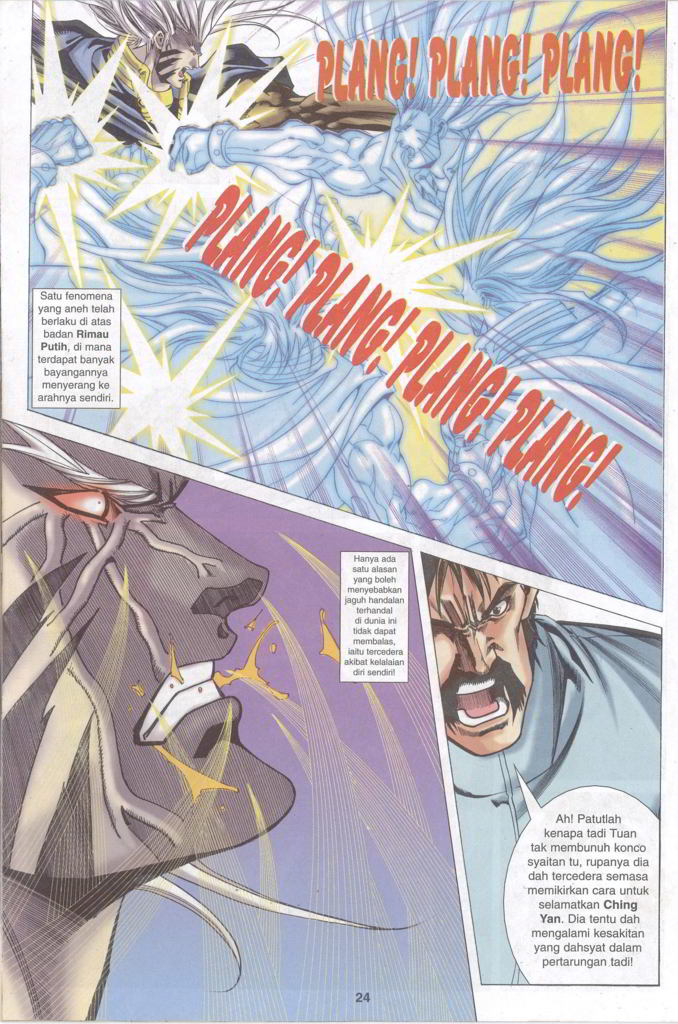 PLANG! PLANG! PLANG!
PLANG! PLANG! PLANG! PLANG!
Satu fenomena
yang aneh telah
berlaku di atas
badan Rimau
Putih, di mana
terdapat banyak
bayangannya
menyerang ke
arahnya sendiri.
Hanya ada
satu alasan
yang boleh
menyebabkan
jaguh handalan
terhandal
di dunia ini
tidak dapat
membalas,
iaitu tercedera
akibat kelalaian
diri sendiri!
Ah! Patutlah
kenapa tadi Tuan
tak membunuh konco
syaitan tu, rupanya dia
dah tercedera semasa
memikirkan cara untuk
selamatkan Ching
Yan. Dia tentu dah
mengalami kesakitan
yang dahsyat dalam
pertarungan tadi!
24